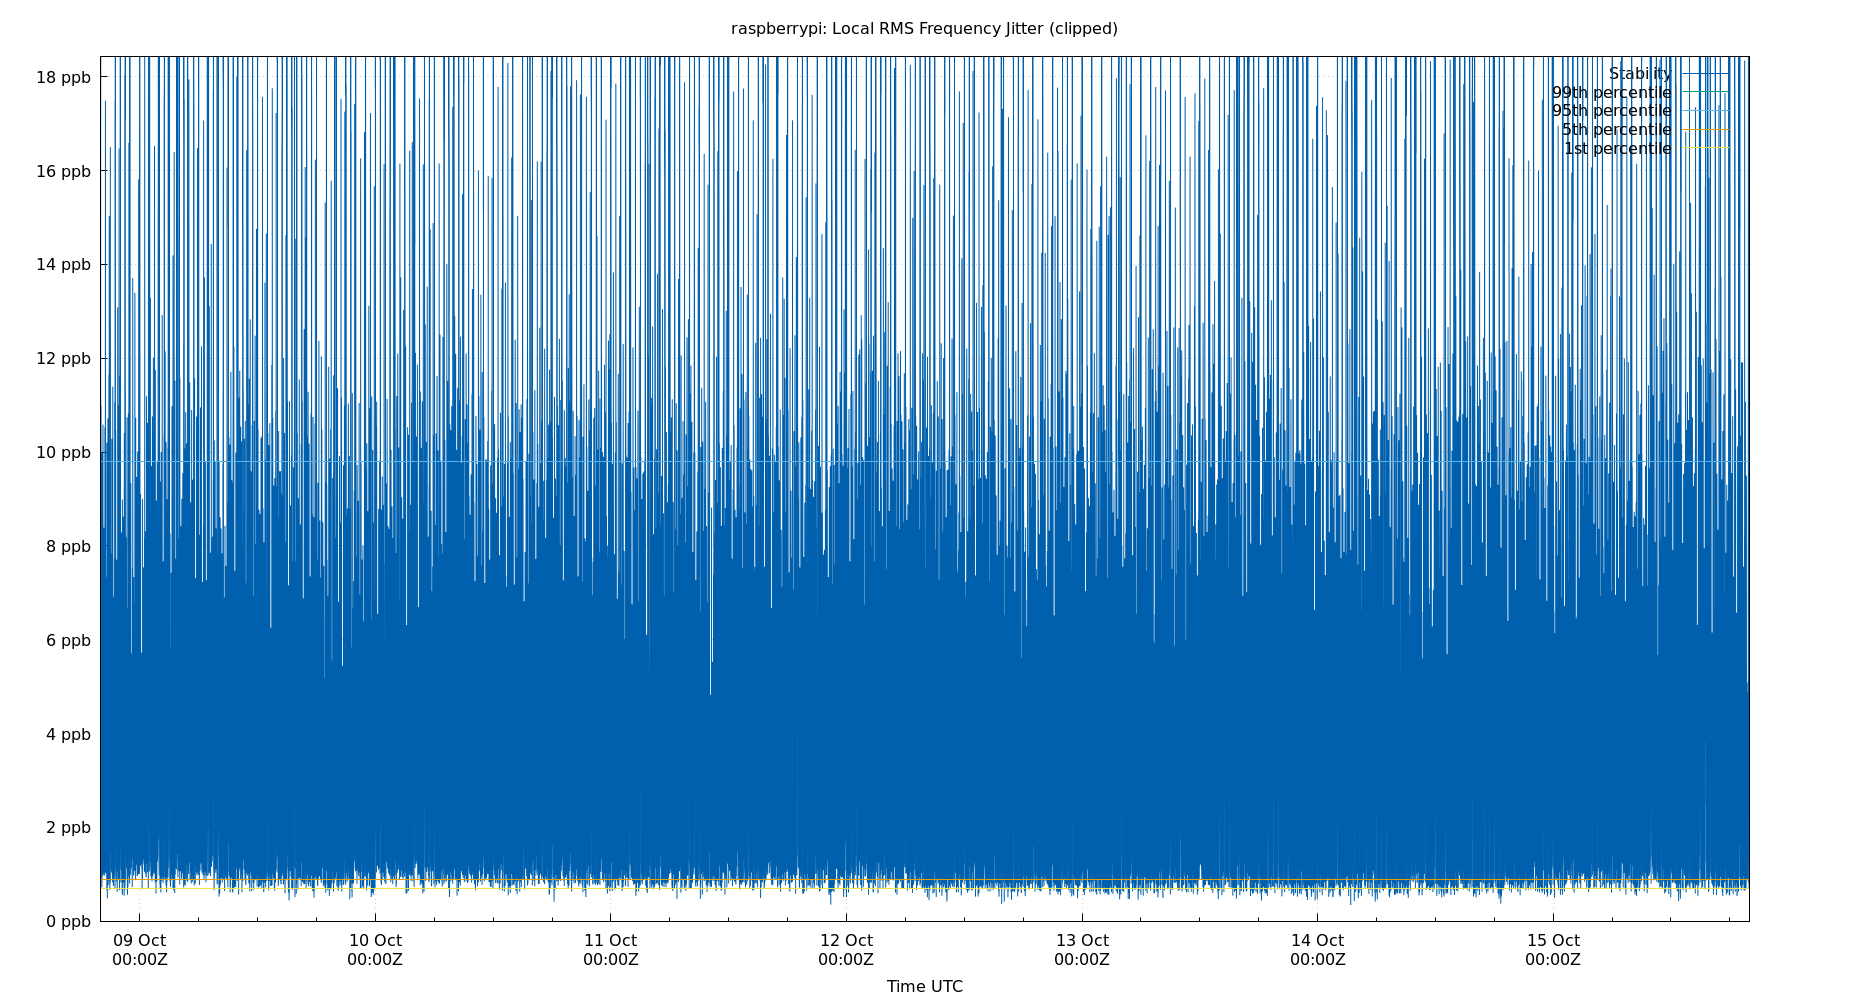 raspberrypi: Local RMS Frequency Jitter (clipped)
18 ppb
16 ppb
14 ppb
12 ppb
10 ppb
8 ppb
6 ppb
4 ppb
2 ppb
0 ppb
Stability
99th percentile
95th percentile
5th percentile
1st percentile
09 Oct
00:00Z
10 Oct
00:00Z
11 Oct
00:00Z
12 Oct
00:00Z
13 Oct
00:00Z
14 Oct
00:00Z
15 Oct
00:00Z
Time UTC